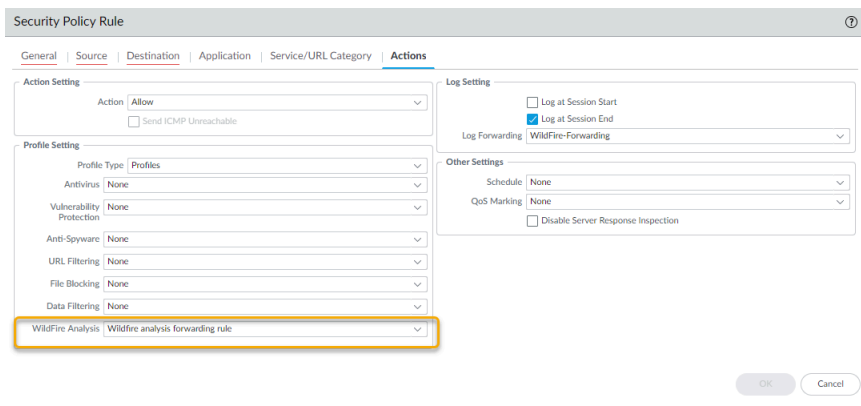 Security Policy Rule
?
General | Source | Destination | Application | Service/URL Category | Actions
Action Setting
Action Allow
Send ICMP Unreachable
Profile Setting
Profile Type Profiles
Antivirus None
Vulnerability Protection None
Anti-Spyware None
URL Filtering None
File Blocking None
Data Filtering None
WildFire Analysis Wildfire analysis forwarding rule
Log Setting
Log at Session Start
Log at Session End
Log Forwarding WildFire-Forwarding
Other Settings
Schedule None
QoS Marking None
Disable Server Response Inspection
OK Cancel